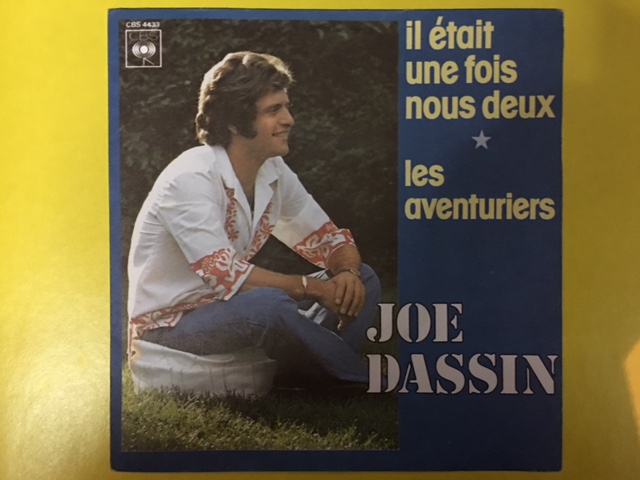 CBS 4433
CBS
il était
une fois
nous deux
les
aventuriers
JOE
DASSIN